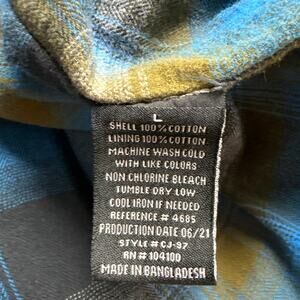 L
SHELL 100% COTTON
LINING 100% COTTON
MACHINE WASH COLD
WITH LIKE COLORS
NON CHLORINE BLEACH
TUMBLE DRY LOW
COOL IRON IF NEEDED
REFERENCE # 4685
PRODUCTION DATE 06/21
STYLE # CJ-97
RN # 104100
MADE IN BANGLADESH